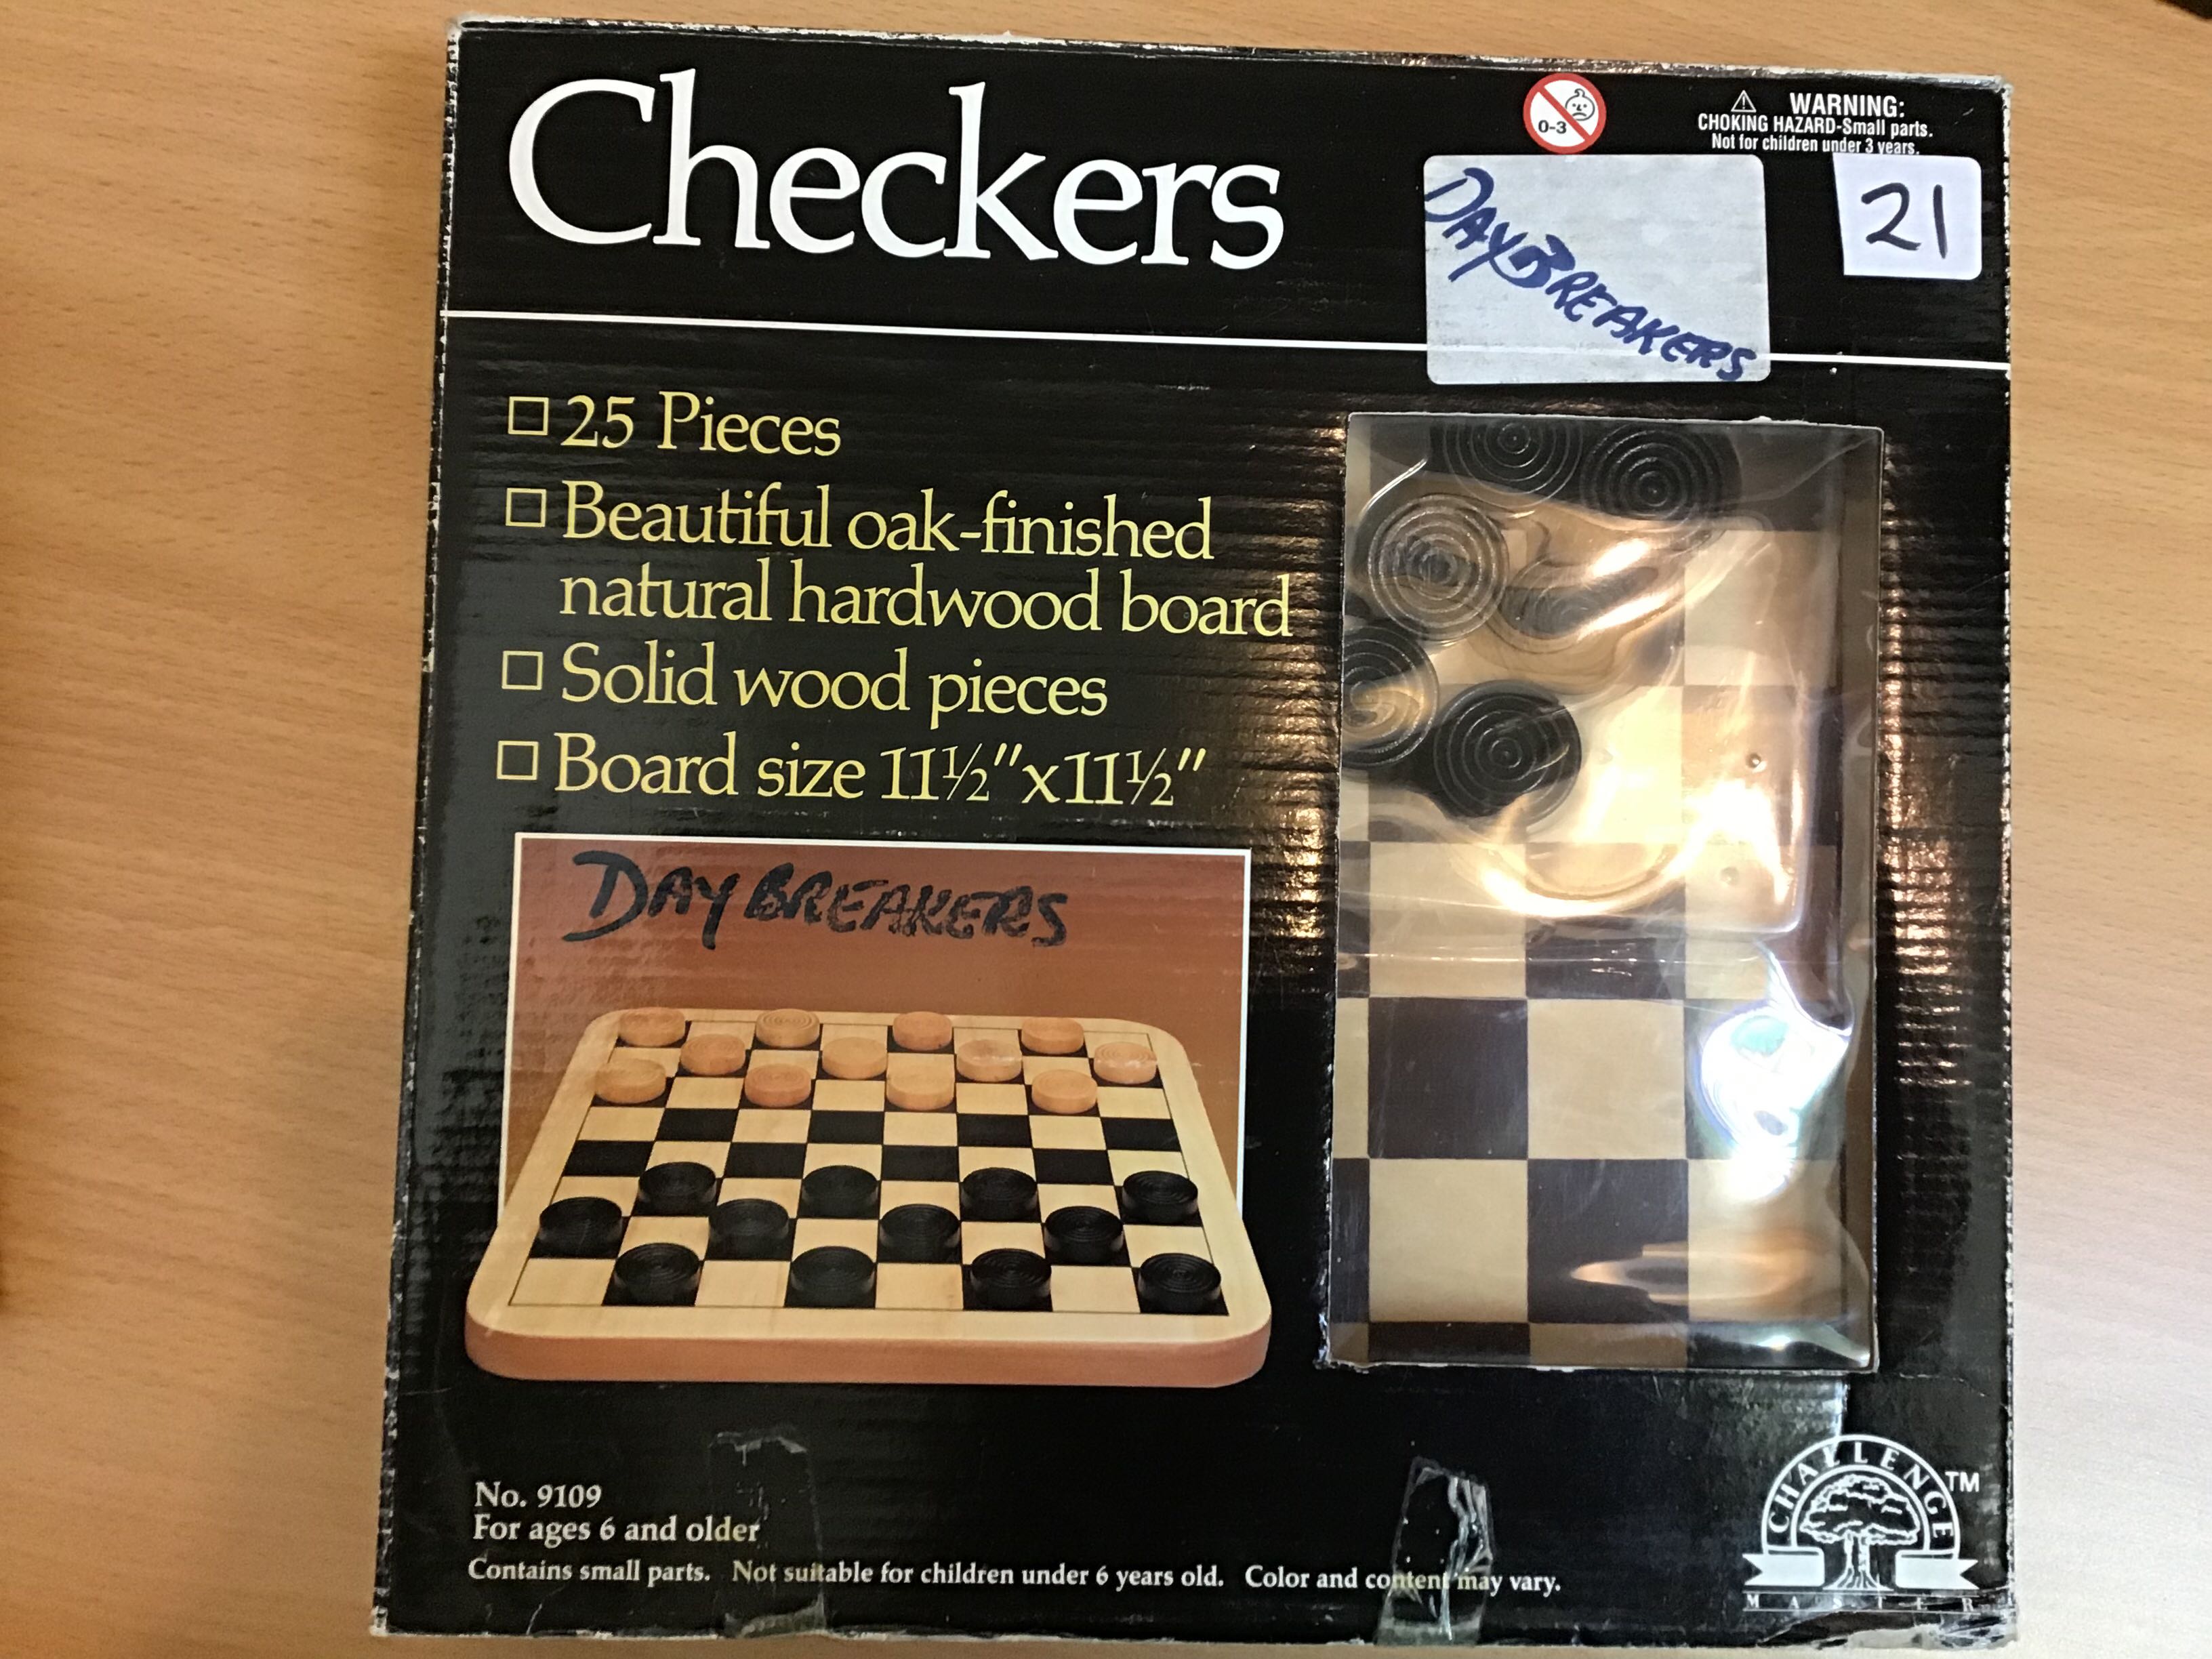 Checkers
0-3
WARNING:
CHOKING HAZARD-Small parts.
Not for children under 3 years.
DAYBREAKERS
21
25 Pieces
Beautiful oak-finished
natural hardwood board
Solid wood pieces
Board size 11½"x11½"
DAYBREAKERS
No. 9109
For ages 6 and older
Contains small parts. Not suitable for children under 6 years old. Color and content may vary.
CHALLENGE
TM
MASTER